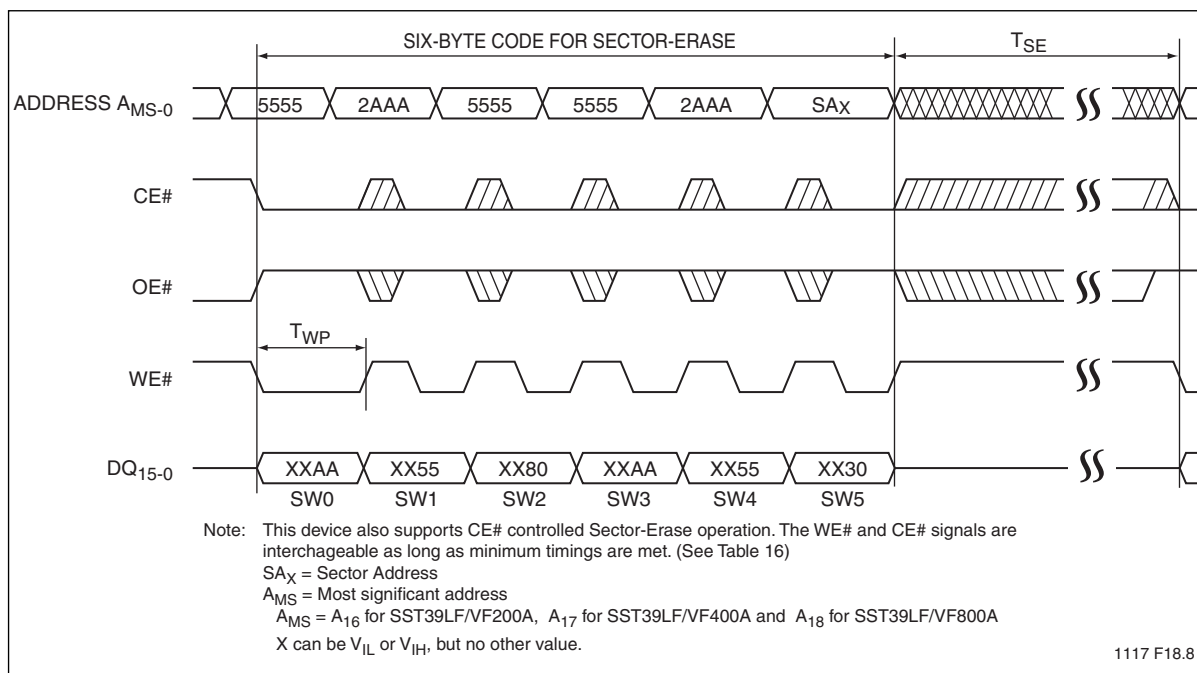 SIX-BYTE CODE FOR SECTOR-ERASE
TSE
ADDRESS AMS-0
5555
2AAA
5555
5555
2AAA
SAX
CE#
OE#
TWP
WE#
DQ15-0
XXAA
XX55
XX80
XXAA
XX55
XX30
SW0
SW1
SW2
SW3
SW4
SW5
Note: This device also supports CE# controlled Sector-Erase operation. The WE# and CE# signals are
interchageable as long as minimum timings are met. (See Table 16)
SAX = Sector Address
AMS = Most significant address
AMS = A16 for SST39LF/VF200A, A17 for SST39LF/VF400A and A18 for SST39LF/VF800A
X can be VIL or VIH, but no other value.
1117 F18.8